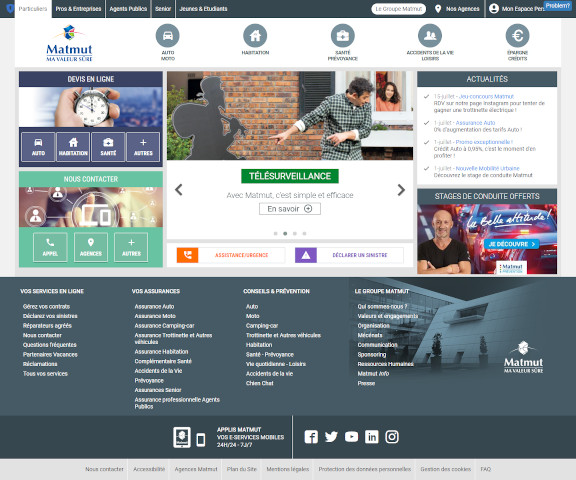 Particuliers
Pros & Entreprises
Agents Publics
Senior
Jeunes & Etudiants
Le Groupe Matmut
Nos Agences
Mon Espace Pers
Problem?
Matmut
MA VALEUR SÛRE
AUTO
MOTO
HABITATION
SANTÉ
PRÉVOYANCE
ACCIDENTS DE LA VIE
LOISIRS
ÉPARGNE
CRÉDITS
DEVIS EN LIGNE
AUTO
HABITATION
SANTÉ
AUTRES
NOUS CONTACTER
APPEL
AGENCES
AUTRES
TÉLÉSURVEILLANCE
Avec Matmut, c'est simple et efficace
En savoir
ASSISTANCE/URGENCE
DÉCLARER UN SINISTRE
ACTUALITÉS
15-juillet - Jeu-concours Matmut
RDV sur notre page Instagram pour tenter de
gagner une trottinette électrique !
1-juillet - Assurance Auto
0% d'augmentation des tarifs Auto !
1-juillet - Promo exceptionnelle !
Crédit Auto à 0,99%, c'est le moment d'en
profiter !
1-juillet - Nouvelle Mobilité Urbaine
Découvrez le stage de conduite Matmut
STAGES DE CONDUITE OFFERTS
La Belle attitude !
JE DÉCOUVRE
Matmut
VOS SERVICES EN LIGNE
Gérez vos contrats
Déclarez vos sinistres
Réparateurs agréés
Nous contacter
Questions fréquentes
Partenaires Vacances
Réclamations
Tous vos services
VOS ASSURANCES
Assurance Auto
Assurance Moto
Assurance Camping-car
Assurance Trottinette et Autres
véhicules
Assurance Habitation
Complémentaire Santé
Accidents de la Vie
Prévoyance
Assurances Senior
Assurance professionnelle Agents
Publics
CONSEILS & PRÉVENTION
Auto
Moto
Camping-car
Trottinette et Autres véhicules
Habitation
Santé - Prévoyance
Vie quotidienne - Loisirs
Accidents de la vie
Chien Chat
LE GROUPE MATMUT
Qui sommes-nous ?
Valeurs et engagements
Organisation
Mécénats
Communication
Sponsoring
Ressources Humaines
Matmut Info
Presse
Matmut
MA VALEUR SÛRE
APPLIS MATMUT
VOS E-SERVICES MOBILES
24H/24 - 7J/7
Nous contacter
Accessibilité
Agences Matmut
Plan du Site
Mentions légales
Protection des données personnelles
Gestion des cookies
FAQ